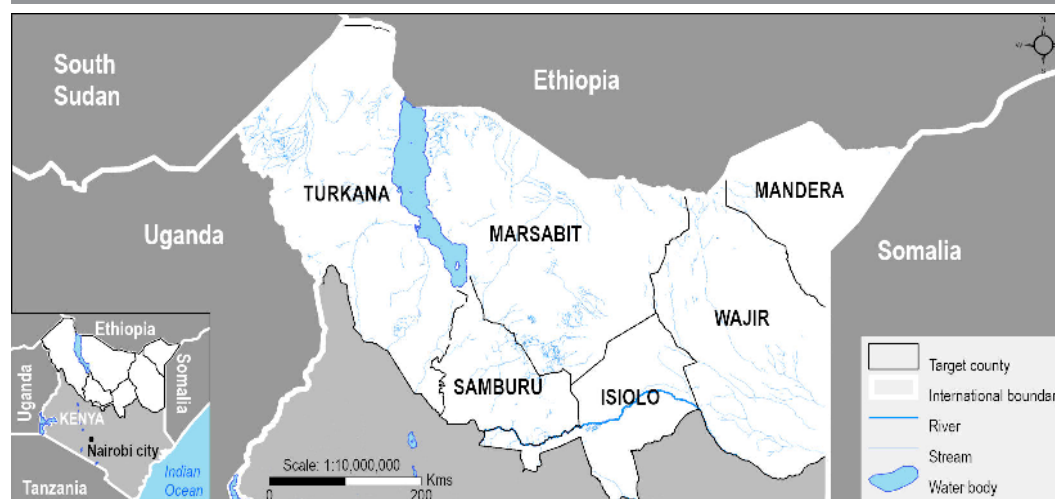 South
Sudan
Ethiopia
Uganda
Somalia
TURKANA
MARSABIT
MANDERA
WAJIR
SAMBURU
ISIOLO
Ethiopia
Uganda
Somalia
KENYA
Nairobi city
Indian
Ocean
Tanzania
Scale: 1:10,000,000
Kms
0
200
Target county
International boundar
River
Stream
Water body